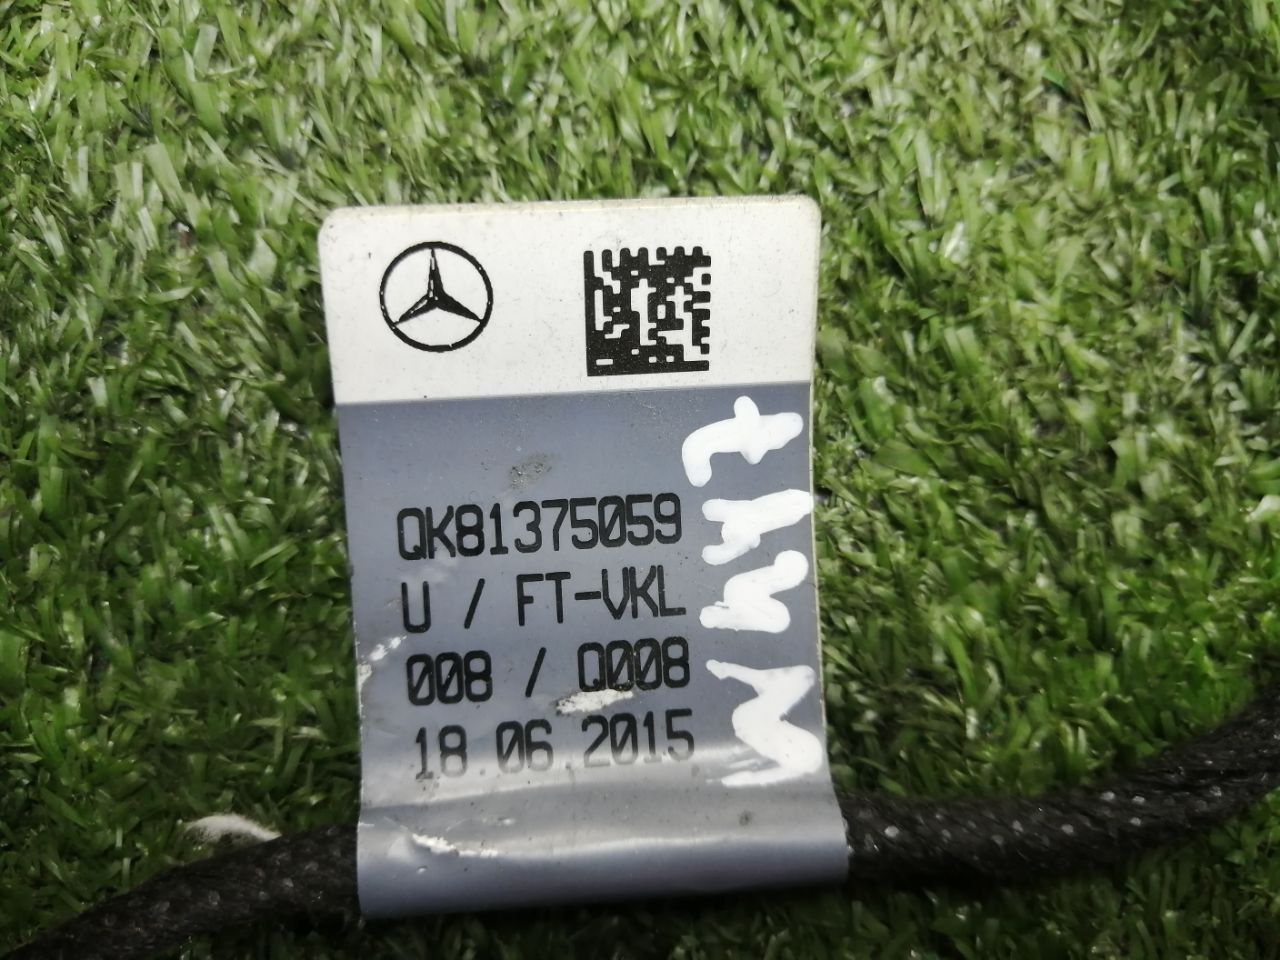 QK81375059
U / FT-VKL
008 / Q008
18.06.2015